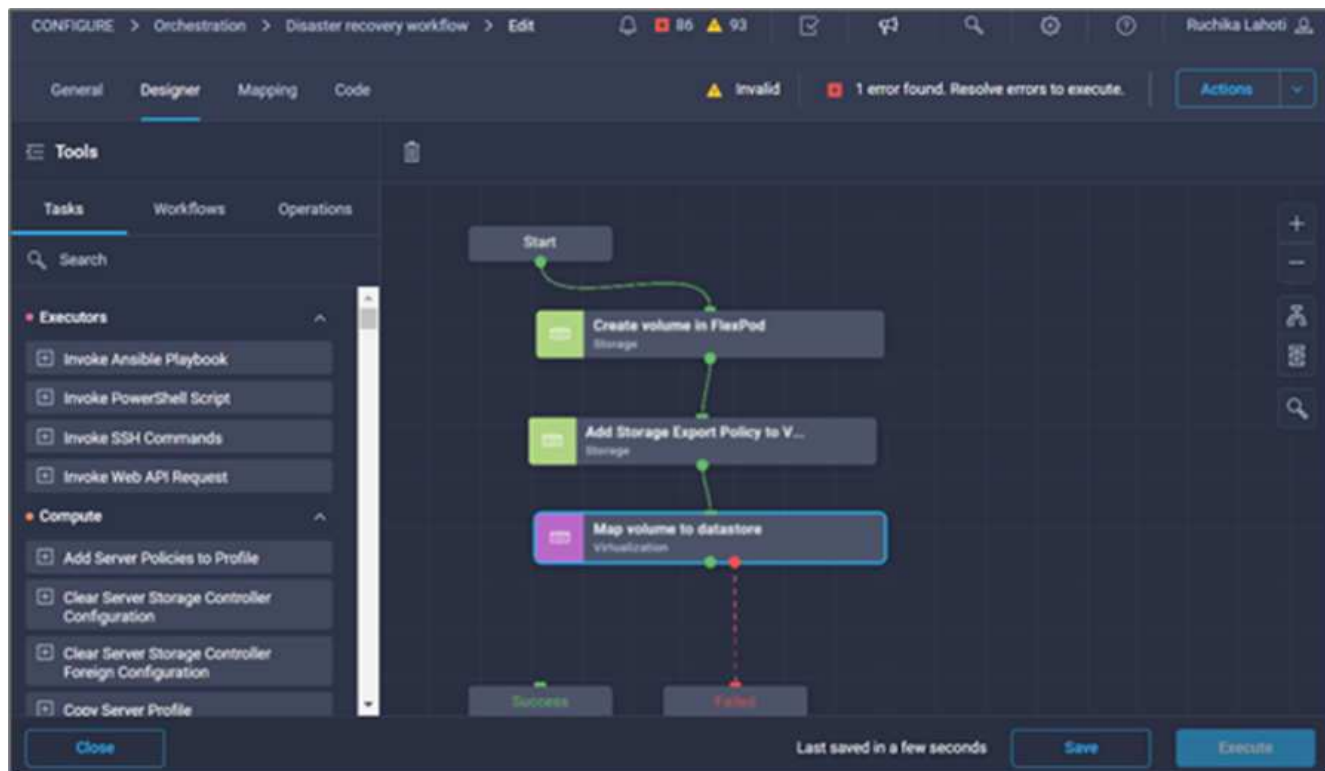 CONFIGURE > Orchestration > Disaster recovery workflow > Edit 86 93 Ruchika Lahoti
General Designer Mapping Code Invalid 1 error found. Resolve errors to execute. Actions
Tools
Tasks Workflows Operations
Search
Executors
Invoke Ansible Playbook
Invoke PowerShell Script
Invoke SSH Commands
Invoke Web API Request
Compute
Add Server Policies to Profile
Clear Server Storage Controller
Configuration
Clear Server Storage Controller
Foreign Configuration
Copy Server Profile
Start
Create volume in FlexPod
Storage
Add Storage Export Policy to V...
Storage
Map volume to datastore
Virtualization
Success Failed
Close Last saved in a few seconds Save Execute